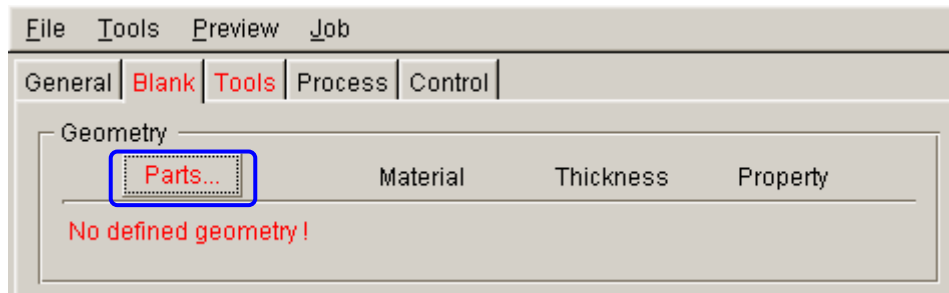 File Tools Preview Job
General Blank Tools Process Control
Geometry
Parts... Material Thickness Property
No defined geometry !